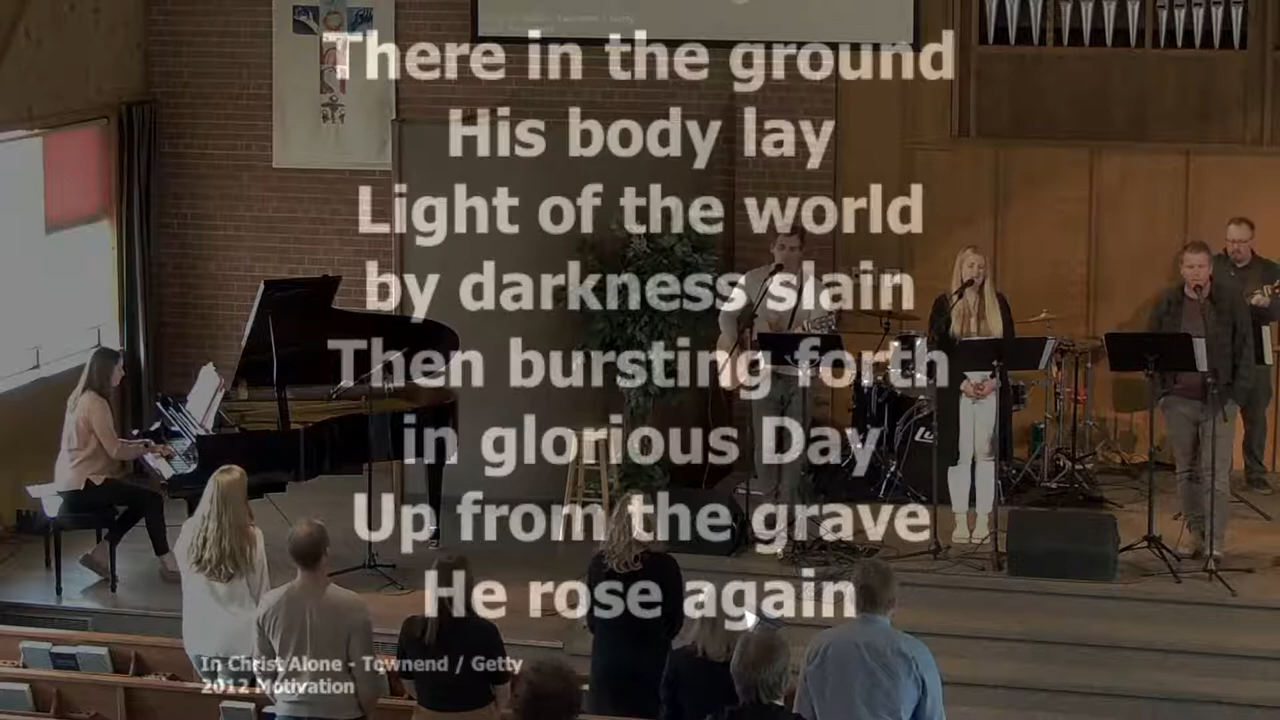 There in the ground
His body lay
Light of the world
by darkness slain
Then bursting forth
in glorious Day
Up from the grave
He rose again
In Christ Alone - Townend / Getty
2012 Motivation